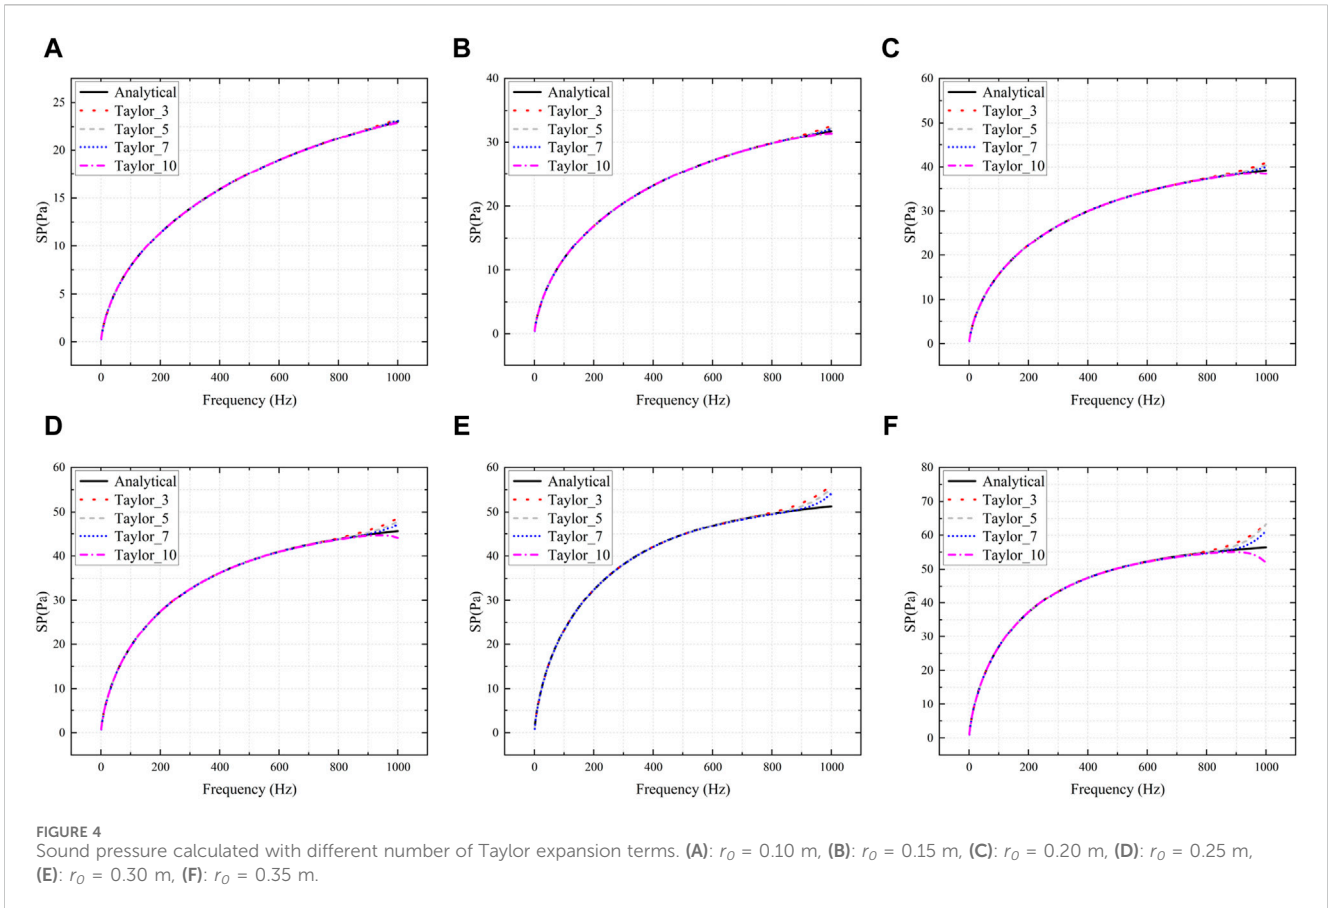 A
Analytical
Taylor_3
Taylor_5
Taylor_7
Taylor_10
25
20
15
10
5
0
SP(Pa)
0 200 400 600 800 1000
Frequency (Hz)
B
Analytical
Taylor_3
Taylor_5
Taylor_7
Taylor_10
40
30
20
10
0
SP(Pa)
0 200 400 600 800 1000
Frequency (Hz)
C
Analytical
Taylor_3
Taylor_5
Taylor_7
Taylor_10
60
50
40
30
20
10
0
SP(Pa)
0 200 400 600 800 1000
Frequency (Hz)
D
Analytical
Taylor_3
Taylor_5
Taylor_7
Taylor_10
60
50
40
30
20
10
0
SP(Pa)
0 200 400 600 800 1000
Frequency (Hz)
E
Analytical
Taylor_3
Taylor_5
Taylor_7
Taylor_10
60
50
40
30
20
10
0
SP(Pa)
0 200 400 600 800 1000
Frequency (Hz)
F
Analytical
Taylor_3
Taylor_5
Taylor_7
Taylor_10
80
70
60
50
40
30
20
10
0
SP(Pa)
0 200 400 600 800 1000
Frequency (Hz)
FIGURE 4
Sound pressure calculated with different number of Taylor expansion terms. (A): r0 = 0.10 m, (B): r0 = 0.15 m, (C): r0 = 0.20 m, (D): r0 = 0.25 m,
(E): r0 = 0.30 m, (F): r0 = 0.35 m.